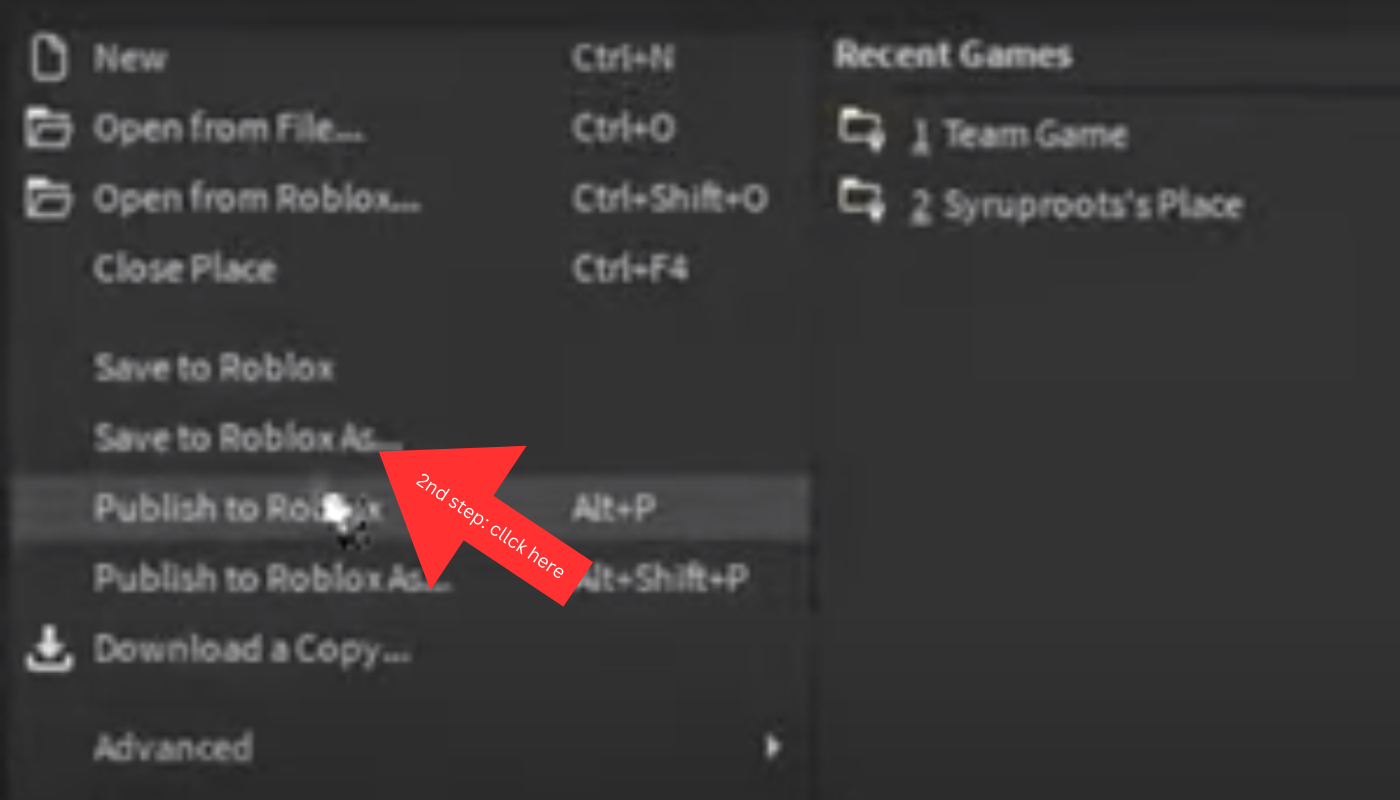 New Ctrl+N
Open from File... Ctrl+O
Open from Roblox... Ctrl+Shift+O
Close Place Ctrl+F4
Save to Roblox
Save to Roblox As...
Publish to Roblox Alt+P
Publish to Roblox As... Alt+Shift+P
Download a Copy...
Advanced
Recent Games
1 Team Game
2 Syruproots's Place
2nd step: clIck here